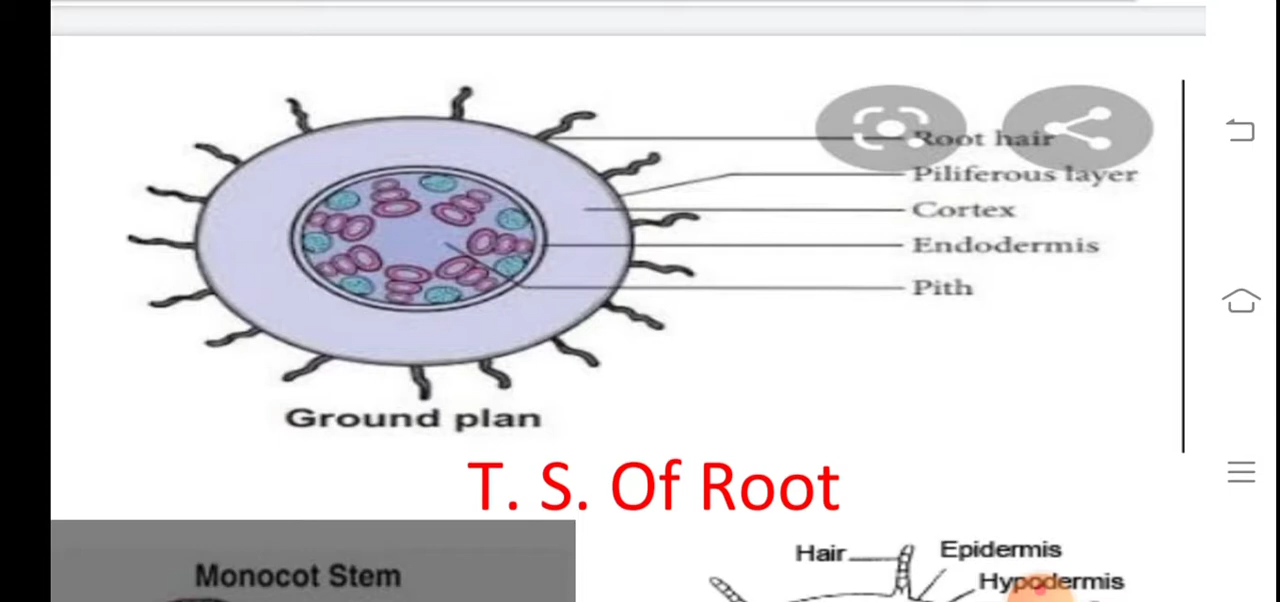 Root hair
Piliferous layer
Cortex
Endodermis
Pith
Ground plan
T. S. Of Root
Monocot Stem
Hair
Epidermis
Hypodermis